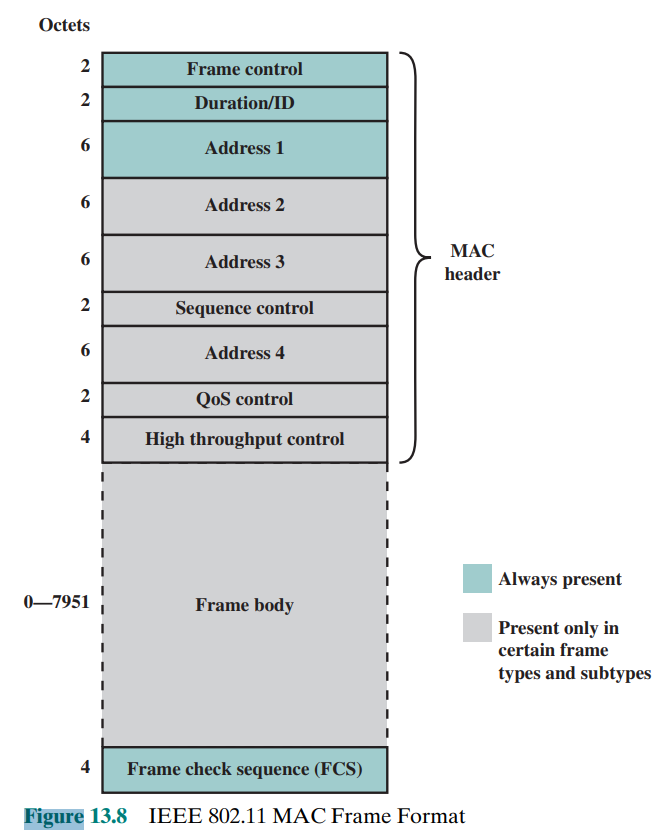 Octets
2 Frame control
2 Duration/ID
6 Address 1
6 Address 2
6 Address 3
MAC
header
2 Sequence control
6 Address 4
2 QoS control
4 High throughput control
0—7951 Frame body
Always present
Present only in
certain frame
types and subtypes
4 Frame check sequence (FCS)
Figure 13.8 IEEE 802.11 MAC Frame Format